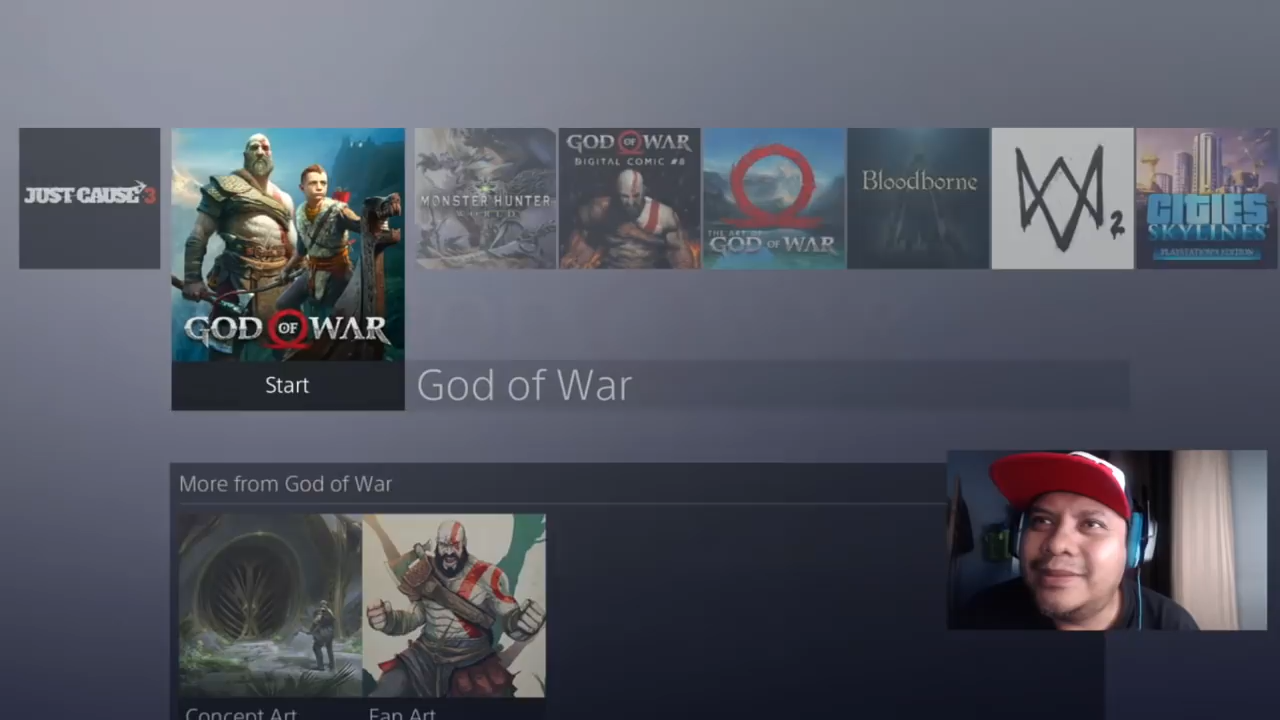 JUST CAUSE 3
GOD OF WAR
MONSTER HUNTER
WORLD
GOD OF WAR
DIGITAL COMIC #8
THE ART OF
GOD OF WAR
Bloodborne
2
CITIES
SKYLINES
PLAYSTATION®4 EDITION
Start
God of War
More from God of War
Concept Art
Fan Art